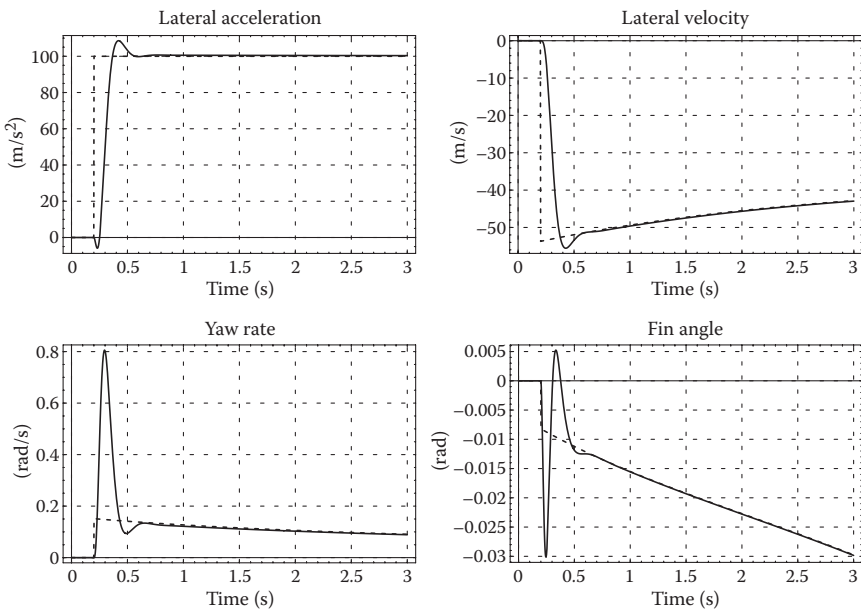 Lateral acceleration
100
80
60
40
20
0
(m/s²)
0 0.5 1 1.5 2 2.5 3
Time (s)
Lateral velocity
0
−10
−20
−30
−40
−50
(m/s)
0 0.5 1 1.5 2 2.5 3
Time (s)
Yaw rate
0.8
0.6
0.4
0.2
0
(rad/s)
0 0.5 1 1.5 2 2.5 3
Time (s)
Fin angle
0.005
0
−0.005
−0.01
−0.015
−0.02
−0.025
−0.03
(rad)
0 0.5 1 1.5 2 2.5 3
Time (s)